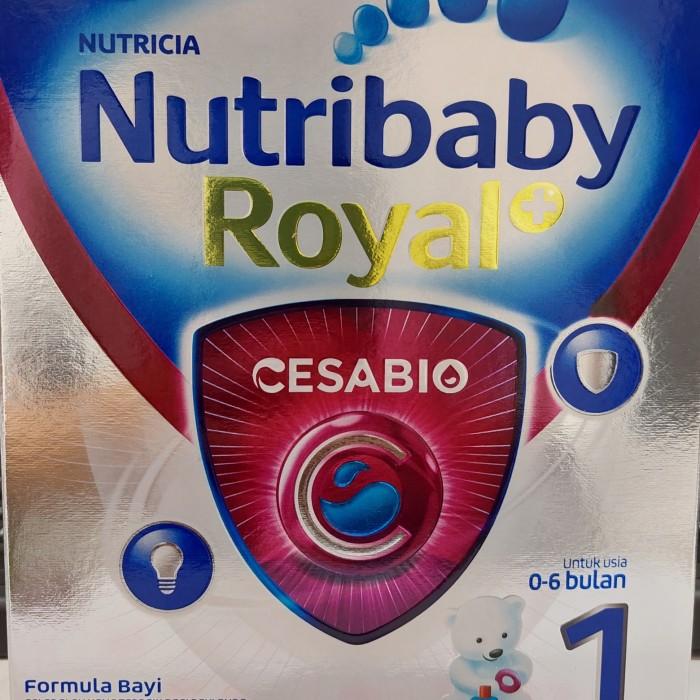 NUTRICIA
Nutribaby
Royal+
CESABIO
Untuk usia
0-6 bulan
1
Formula Bayi